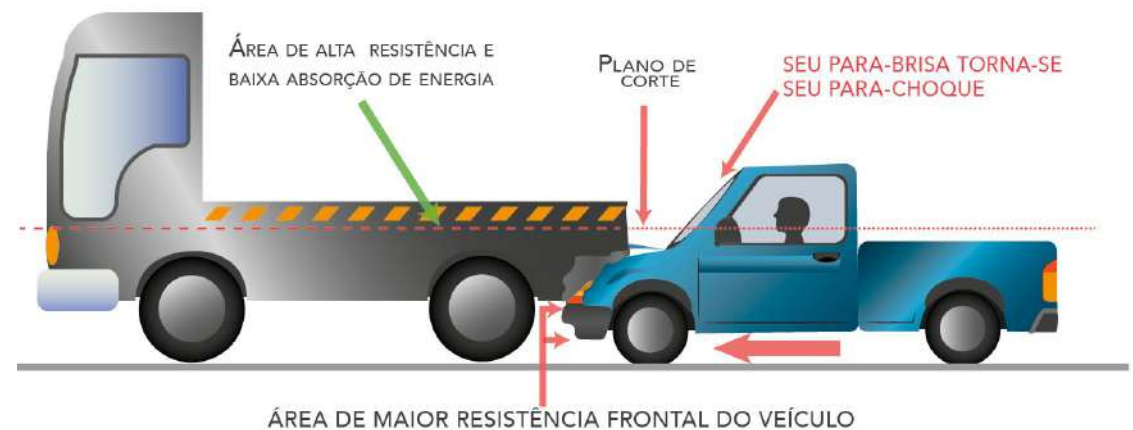 ÁREA DE ALTA RESISTÊNCIA E
BAIXA ABSORÇÃO DE ENERGIA
PLANO DE
CORTE
SEU PARA-BRISA TORNA-SE
SEU PARA-CHOQUE
ÁREA DE MAIOR RESISTÊNCIA FRONTAL DO VEÍCULO